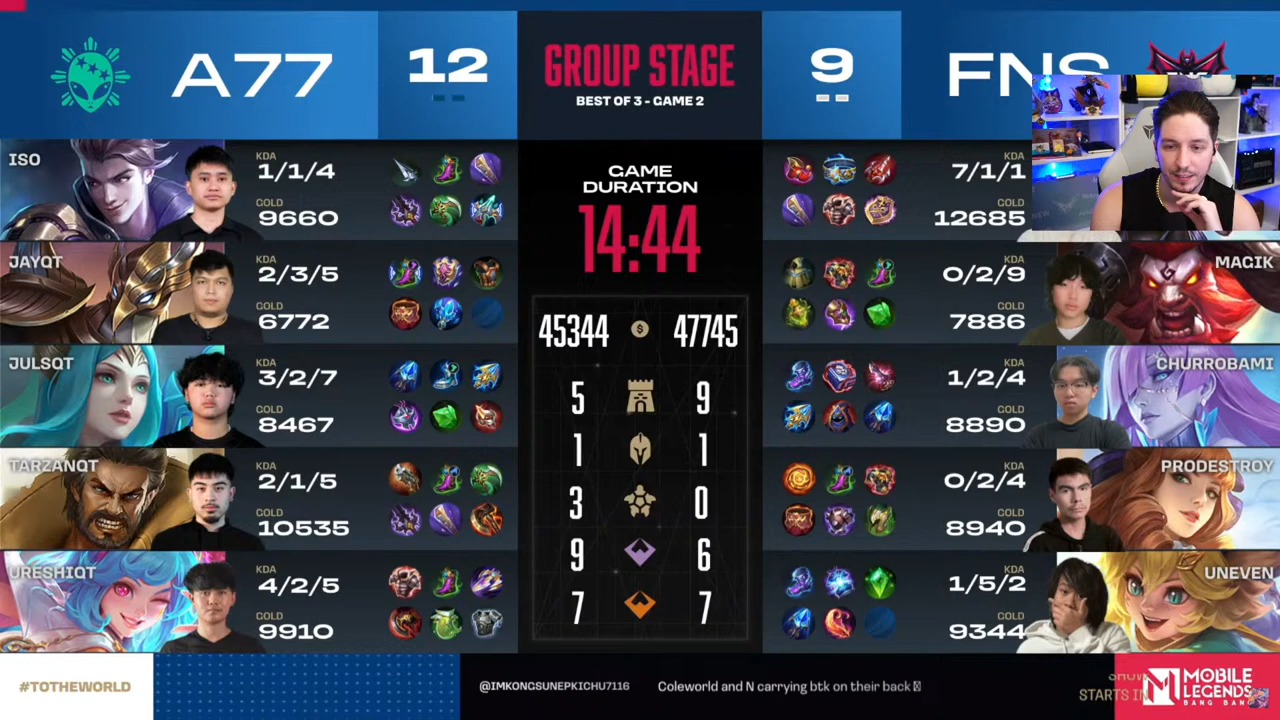 A77
12
GROUP STAGE
BEST OF 3 - GAME 2
9
FNS
ISO
KDA
1/1/4
GOLD
9660
JAYQT
KDA
2/3/5
GOLD
6772
JULSQT
KDA
3/2/7
GOLD
8467
TARZANQT
KDA
2/1/5
GOLD
10535
URESHIQT
KDA
4/2/5
GOLD
9910
GAME
DURATION
14:44
45344 $ 47745
5 9
1 1
3 0
9 6
7 7
KDA
7/1/1
GOLD
12685
KDA
0/2/9
GOLD
7886
MAGIK
KDA
1/2/4
GOLD
8890
CHURROBAMI
KDA
0/2/4
GOLD
8940
PRODESTROY
KDA
1/5/2
GOLD
9344
UNEVEN
#TOTHEWORLD
@IMKONGSUNEPKICHU7116 Coleworld and N carrying btk on their back
SHOW
STARTS IN
MOBILE
LEGENDS
BANG BANG